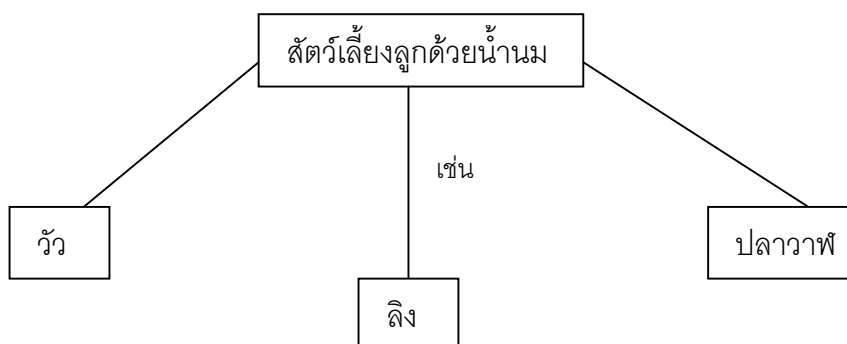 สัตว์เลี้ยงลูกด้วยน้ำนม
เช่น
วัว
ปลาวาฬ
ลิง